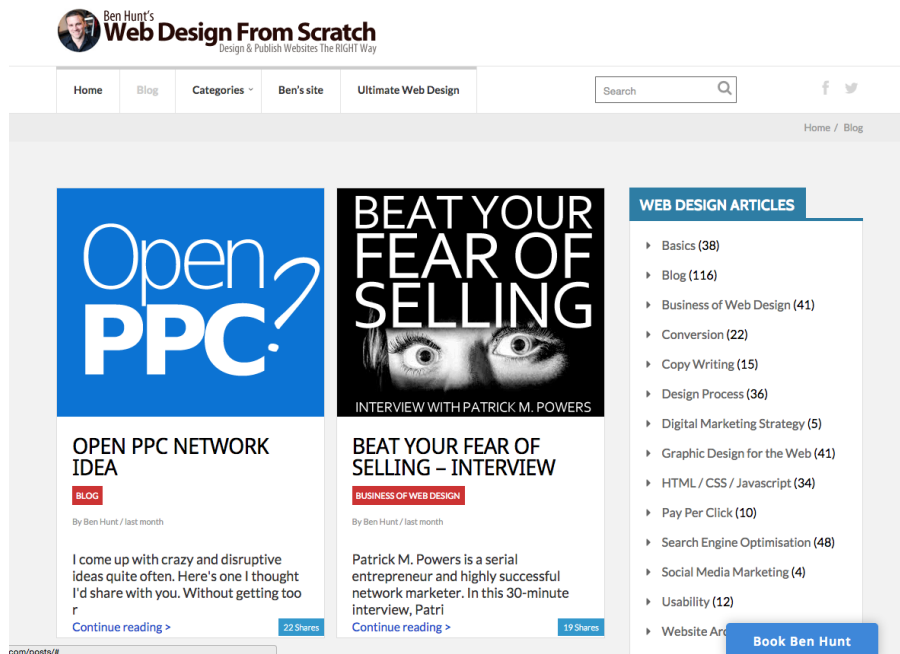 Ben Hunt's
Web Design From Scratch
Design & Publish Websites The RIGHT Way
Home
Blog
Categories
Ben's site
Ultimate Web Design
Search
Home / Blog
Open
PPC?
OPEN PPC NETWORK
IDEA
BLOG
By Ben Hunt / last month
I come up with crazy and disruptive
ideas quite often. Here's one I thought
I'd share with you. Without getting too
r
Continue reading >
22 Shares
BEAT YOUR
FEAR OF
SELLING
INTERVIEW WITH PATRICK M. POWERS
BEAT YOUR FEAR OF
SELLING – INTERVIEW
BUSINESS OF WEB DESIGN
By Ben Hunt / last month
Patrick M. Powers is a serial
entrepreneur and highly successful
network marketer. In this 30-minute
interview, Patri
Continue reading >
19 Shares
WEB DESIGN ARTICLES
Basics (38)
Blog (116)
Business of Web Design (41)
Conversion (22)
Copy Writing (15)
Design Process (36)
Digital Marketing Strategy (5)
Graphic Design for the Web (41)
HTML / CSS / Javascript (34)
Pay Per Click (10)
Search Engine Optimisation (48)
Social Media Marketing (4)
Usability (12)
Website
Book Ben Hunt
.com/posts/#